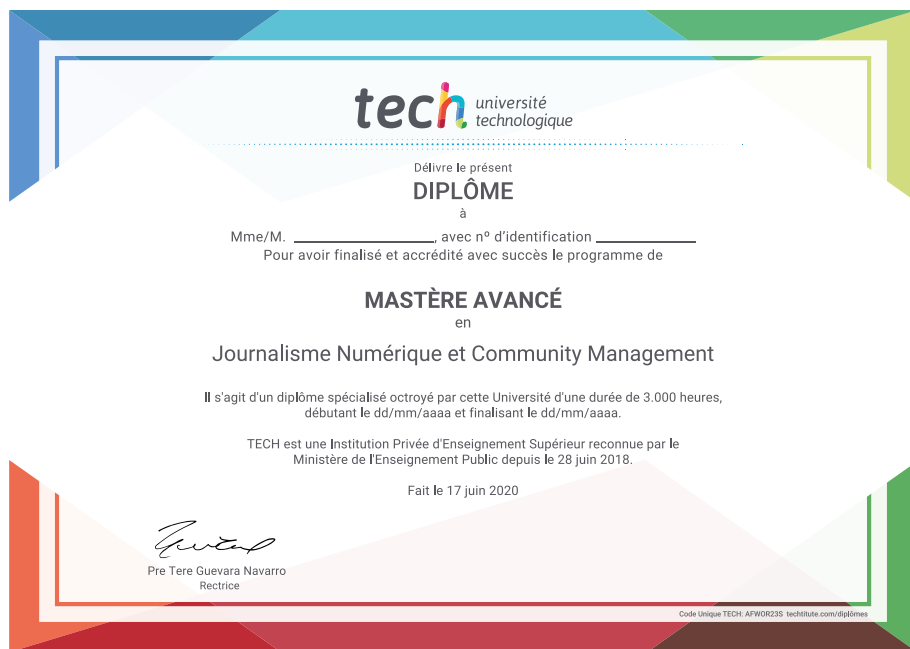 tech université
technologique
Délivre le présent
DIPLÔME
à
Mme/M. ____________, avec nº d'identification ____________
Pour avoir finalisé et accrédité avec succès le programme de
MASTÈRE AVANCÉ
en
Journalisme Numérique et Community Management
Il s'agit d'un diplôme spécialisé octroyé par cette Université d'une durée de 3.000 heures,
débutant le dd/mm/aaaa et finalisant le dd/mm/aaaa.
TECH est une Institution Privée d'Enseignement Supérieur reconnue par le
Ministère de l'Enseignement Public depuis le 28 juin 2018.
Fait le 17 juin 2020
Pre Tere Guevara Navarro
Rectrice
Code Unique TECH: AFWOR23S techtitute.com/diplômes